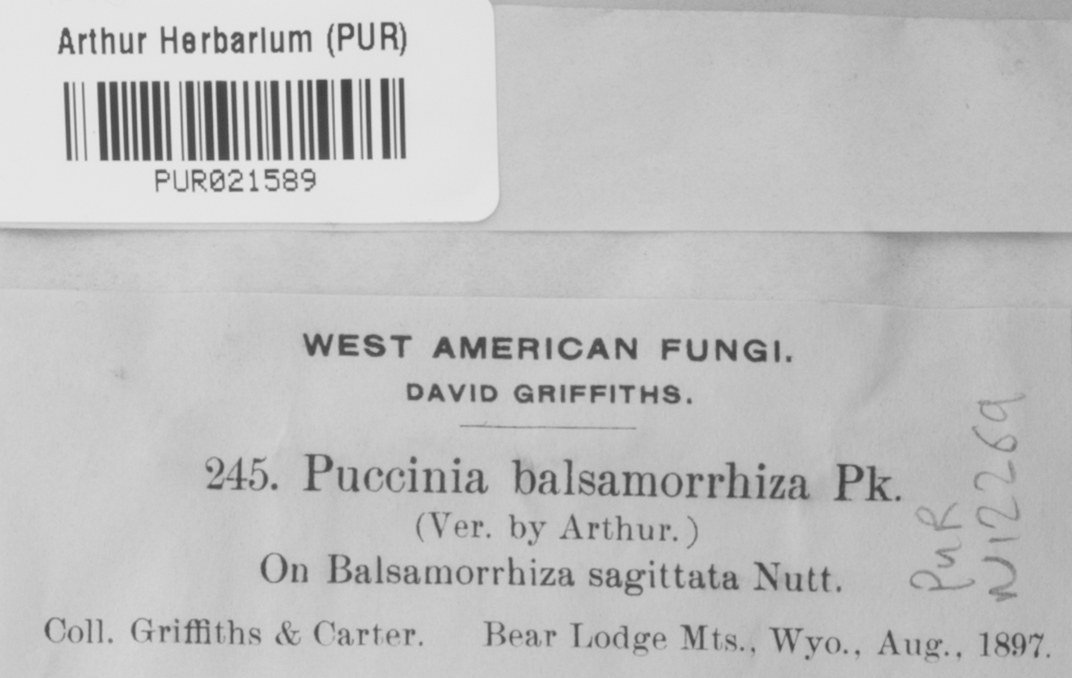 Arthur Herbarium (PUR)
PUR021589
WEST AMERICAN FUNGI.
DAVID GRIFFITHS.
245. Puccinia balsamorrhiza Pk.
(Ver. by Arthur.)
On Balsamorrhiza sagittata Nutt.
Coll. Griffiths & Carter. Bear Lodge Mts., Wyo., Aug., 1897.
PUR
N12269